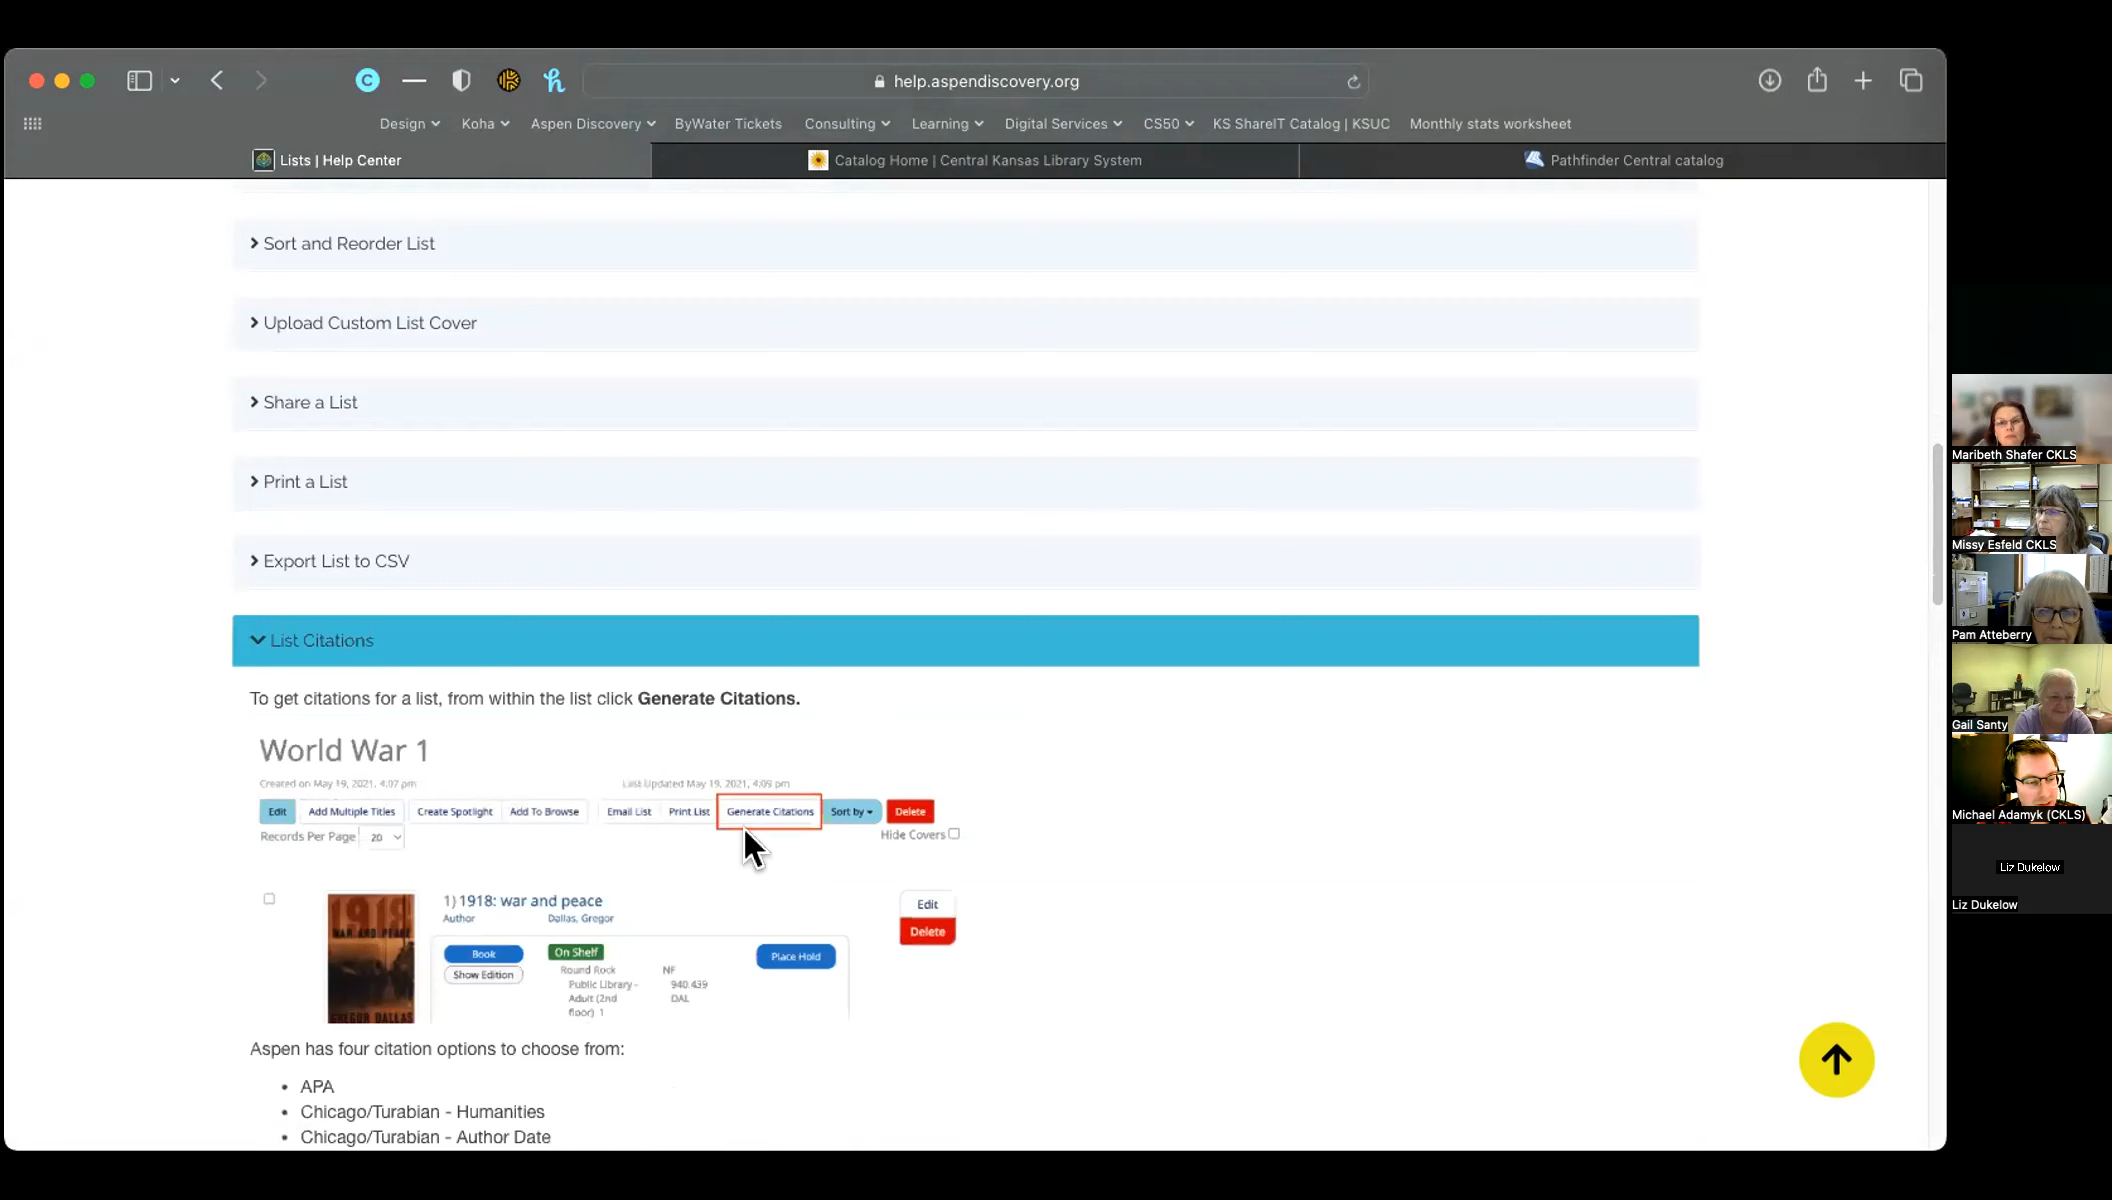 help.aspendiscovery.org
Design Koha Aspen Discovery ByWater Tickets Consulting Learning Digital Services CS50 KS ShareIT Catalog | KSUC Monthly stats worksheet
Lists | Help Center Catalog Home | Central Kansas Library System Pathfinder Central catalog
Sort and Reorder List
Upload Custom List Cover
Share a List
Print a List
Export List to CSV
List Citations
To get citations for a list, from within the list click Generate Citations.
World War 1
Created on May 19, 2021, 4:07 pm Last Updated May 19, 2021, 4:09 pm
Edit Add Multiple Titles Create Spotlight Add To Browse Email List Print List Generate Citations Sort by Delete
Records Per Page 20 Hide Covers
1918
WAR AND PEACE
GREGOR DALLAS
1) 1918: war and peace
Author Dallas, Gregor
Book On Shelf Place Hold
Show Edition
Round Rock Public Library - Adult (2nd floor) 1
NF 940.439 DAL
Edit
Delete
Aspen has four citation options to choose from:
• APA
• Chicago/Turabian - Humanities
• Chicago/Turabian - Author Date
Maribeth Shafer CKLS
Missy Esfeld CKLS
Pam Atteberry
Gail Santy
Michael Adamyk (CKLS)
Liz Dukelow
Liz Dukelow